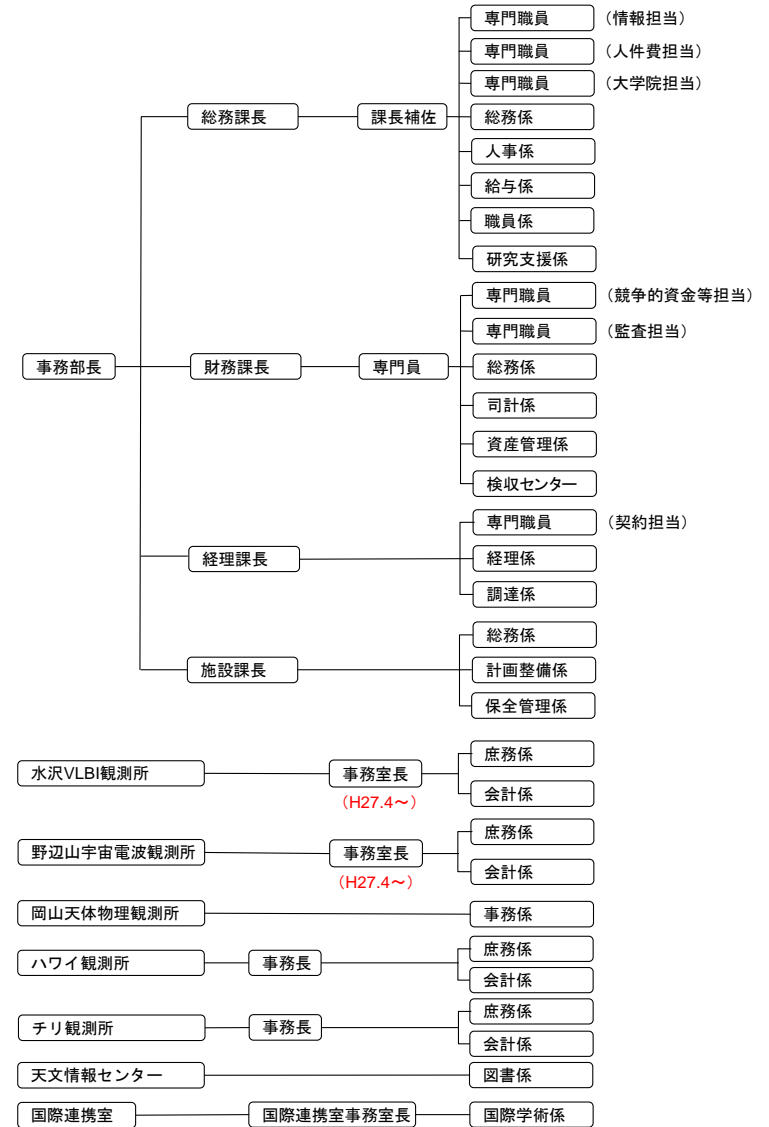 専門職員 （情報担当）
専門職員 （人件費担当）
専門職員 （大学院担当）
総務課長 課長補佐 総務係
人事係
給与係
職員係
研究支援係
専門職員 （競争的資金等担当）
専門職員 （監査担当）
事務部長 財務課長 専門員 総務係
司計係
資産管理係
検収センター
専門職員 （契約担当）
経理課長 経理係
調達係
総務係
施設課長 計画整備係
保全管理係
庶務係
水沢VLBI観測所 事務室長
会計係
（H27.4～）
庶務係
野辺山宇宙電波観測所 事務室長
会計係
（H27.4～）
岡山天体物理観測所 事務係
庶務係
ハワイ観測所 事務長
会計係
庶務係
チリ観測所 事務長
会計係
天文情報センター 図書係
国際連携室 国際連携室事務室長 国際学術係